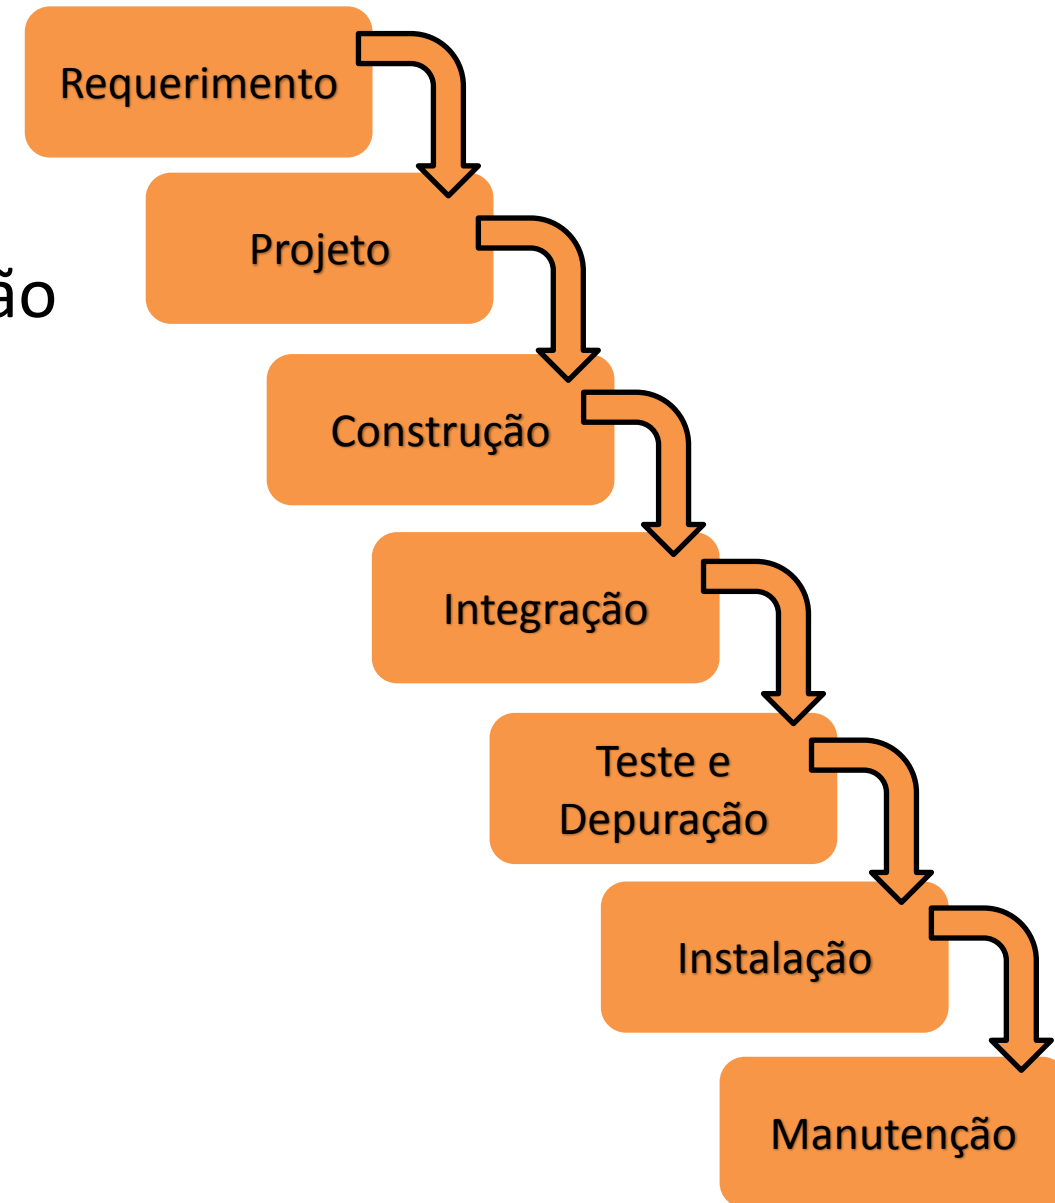 Requerimento
Projeto
ão
Construção
Integração
Teste e
Depuração
Instalação
Manutenção